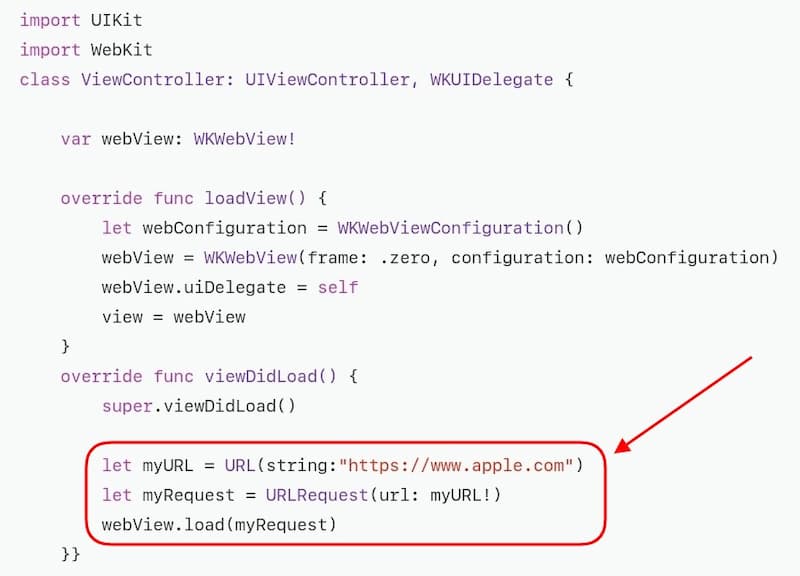 import UIKit
import WebKit
class ViewController: UIViewController, WKUIDelegate {
var webView: WKWebView!
override func loadView() {
let webConfiguration = WKWebViewConfiguration()
webView = WKWebView(frame: .zero, configuration: webConfiguration)
webView.uiDelegate = self
view = webView
}
override func viewDidLoad() {
super.viewDidLoad()
let myURL = URL(string:"https://www.apple.com")
let myRequest = URLRequest(url: myURL!)
webView.load(myRequest)
}}